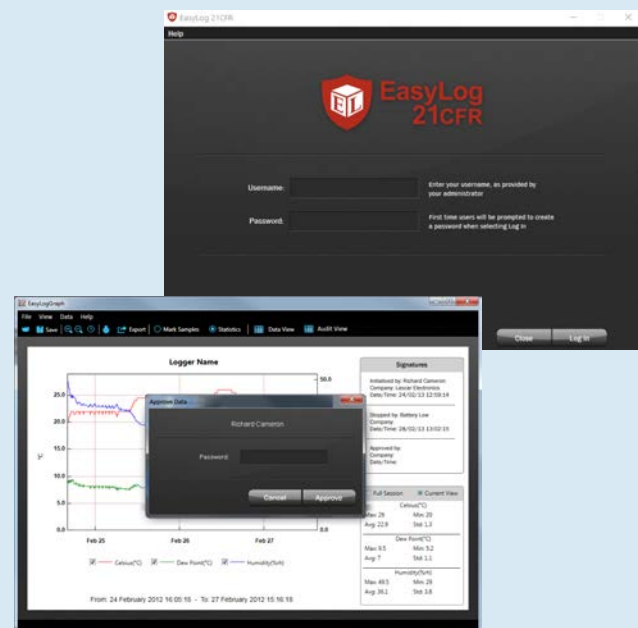 EasyLog 21CFR
Help
EasyLog
21CFR
Username:
Enter your username, as provided by
your administrator
Password:
First time users will be prompted to create
a password when selecting Log In
Close
Log In
EasyLogGraph
File View Data Help
Save Export Mark Samples Statistics Data View Audit View
Logger Name
Signatures
Initialised by: Richard Cameron
Company: Lascar Electronics
Date/Time: 24/02/13 12:59:14
Stopped by: Battery Low
Company:
Date/Time: 28/02/13 13:02:15
Approved by:
Company:
Date/Time:
°C
25.0
20.0
15.0
10.0
5.0
0.0
50.0
0.0
Feb 25
Feb 26
Feb 27
Celsius(°C) Dew Point(°C) Humidity(%rh)
From: 24 February 2012 16:05:16 - To: 27 February 2012 15:16:18
Approve Data
Richard Cameron
Password:
Cancel
Approve
Full Session Current View
Celsius(°C)
Max: 26 Min: 20
Avg: 22.9 Std: 1.3
Dew Point(°C)
Max: 9.5 Min: 5.2
Avg: 7 Std: 1.1
Humidity(%rh)
Max: 49.5 Min: 29
Avg: 36.1 Std: 3.8